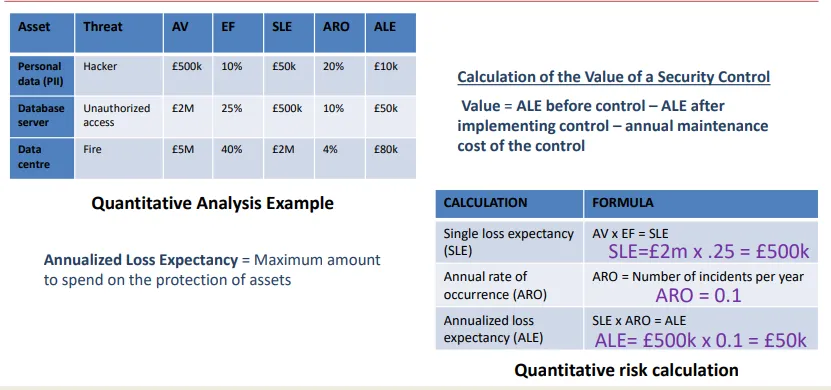 Asset Threat AV EF SLE ARO ALE
Personal data (PII) Hacker £500k 10% £50k 20% £10k
Database server Unauthorized access £2M 25% £500k 10% £50k
Data centre Fire £5M 40% £2M 4% £80k
Quantitative Analysis Example
Annualized Loss Expectancy = Maximum amount
to spend on the protection of assets
Calculation of the Value of a Security Control
Value = ALE before control – ALE after
implementing control – annual maintenance
cost of the control
CALCULATION FORMULA
Single loss expectancy (SLE) AV x EF = SLE
SLE=£2m x .25 = £500k
Annual rate of occurrence (ARO) ARO = Number of incidents per year
ARO = 0.1
Annualized loss expectancy (ALE) SLE x ARO = ALE
ALE= £500k x 0.1 = £50k
Quantitative risk calculation